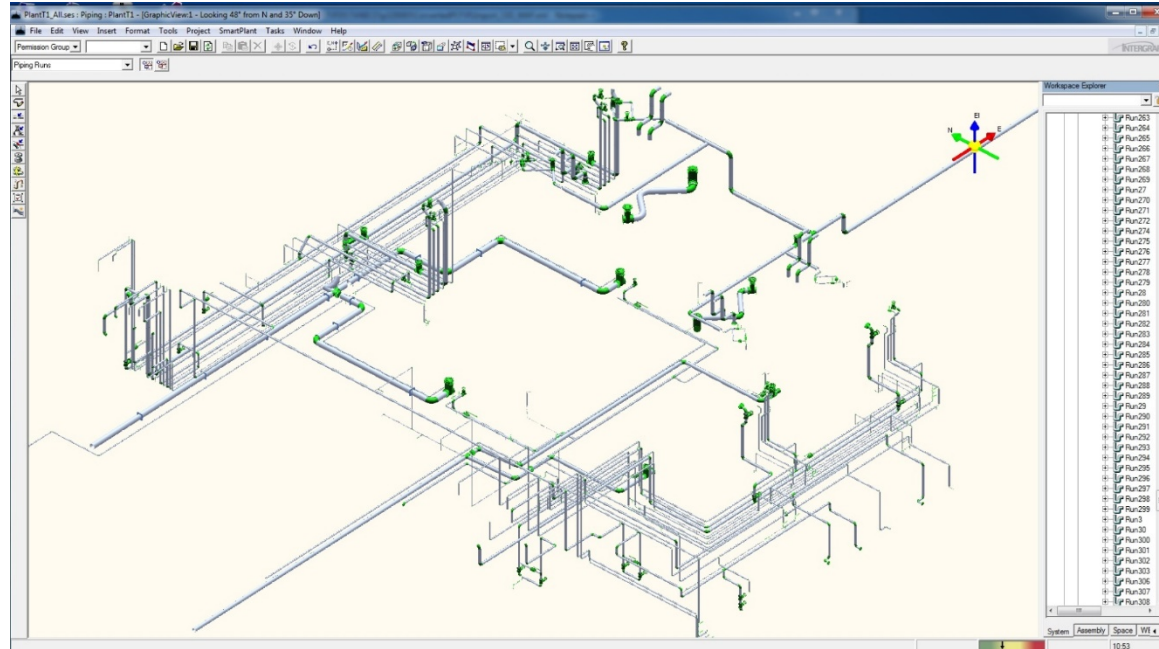 PlantT1_All.ses : Piping : PlantT1 - [GraphicView:1 - Looking 48° from N and 35° Down]
File Edit View Insert Format Tools Project SmartPlant Tasks Window Help
Permission Group
INTERGRAPH
Piping Runs
Workspace Explorer
El
N
E
Run263
Run264
Run265
Run266
Run267
Run268
Run269
Run27
Run270
Run271
Run272
Run274
Run275
Run276
Run277
Run278
Run279
Run28
Run280
Run281
Run282
Run283
Run284
Run285
Run286
Run287
Run288
Run289
Run29
Run290
Run291
Run292
Run293
Run294
Run295
Run296
Run297
Run298
Run299
Run3
Run30
Run300
Run301
Run302
Run303
Run306
Run307
Run308
System Assembly Space
10:53